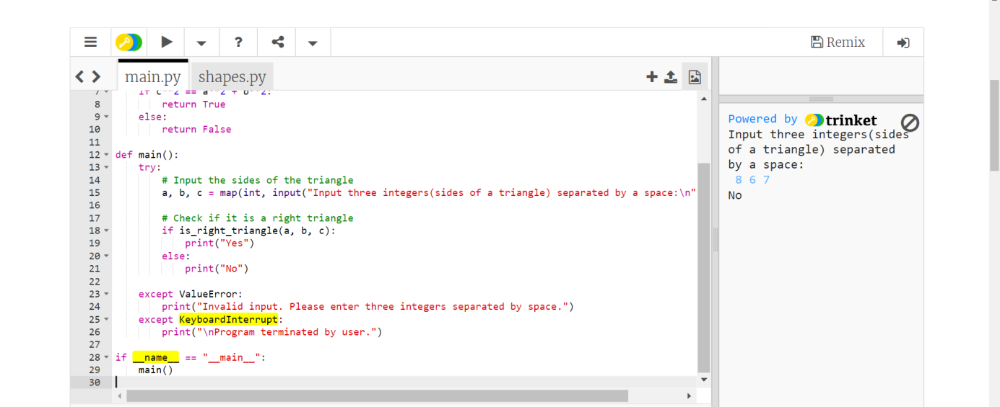 ? Remix
main.py shapes.py
7 if c**2 == a**2 + b**2:
8 return True
9 else:
10 return False
11
12 def main():
13 try:
14 # Input the sides of the triangle
15 a, b, c = map(int, input("Input three integers(sides of a triangle) separated by a space:\n"
16
17 # Check if it is a right triangle
18 if is_right_triangle(a, b, c):
19 print("Yes")
20 else:
21 print("No")
22
23 except ValueError:
24 print("Invalid input. Please enter three integers separated by space.")
25 except KeyboardInterrupt:
26 print("\nProgram terminated by user.")
27
28 if __name__ == "__main__":
29 main()
30
Powered by trinket
Input three integers(sides
of a triangle) separated
by a space:
8 6 7
No